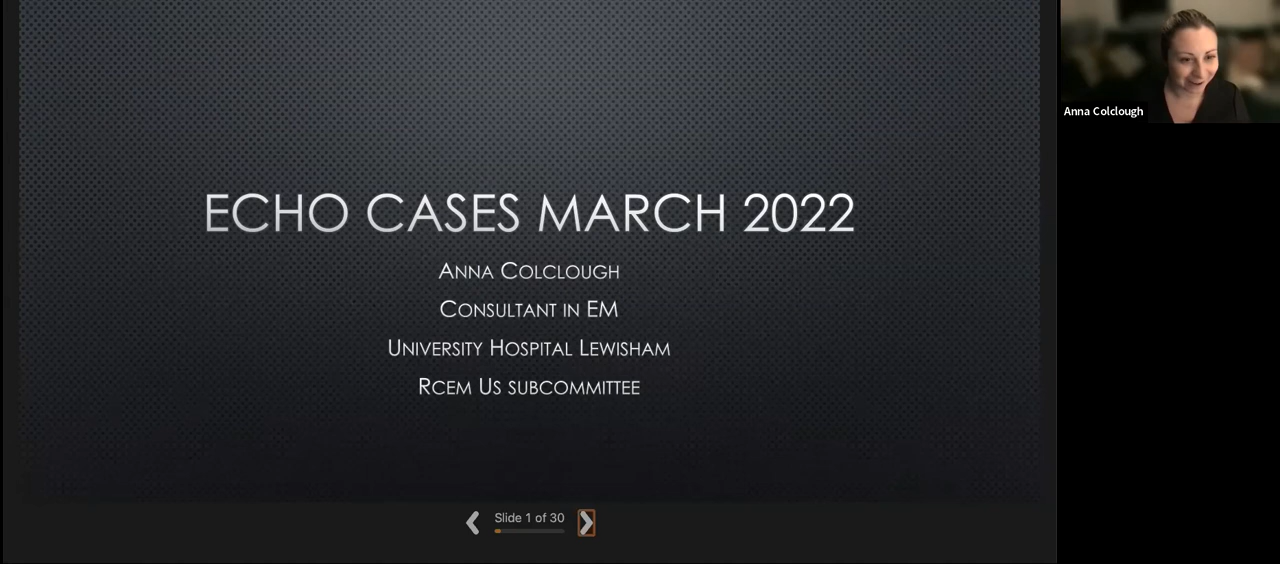 ECHO CASES MARCH 2022
ANNA COLCLOUGH
CONSULTANT IN EM
UNIVERSITY HOSPITAL LEWISHAM
RCEM US SUBCOMMITTEE
Slide 1 of 30
Anna Colclough